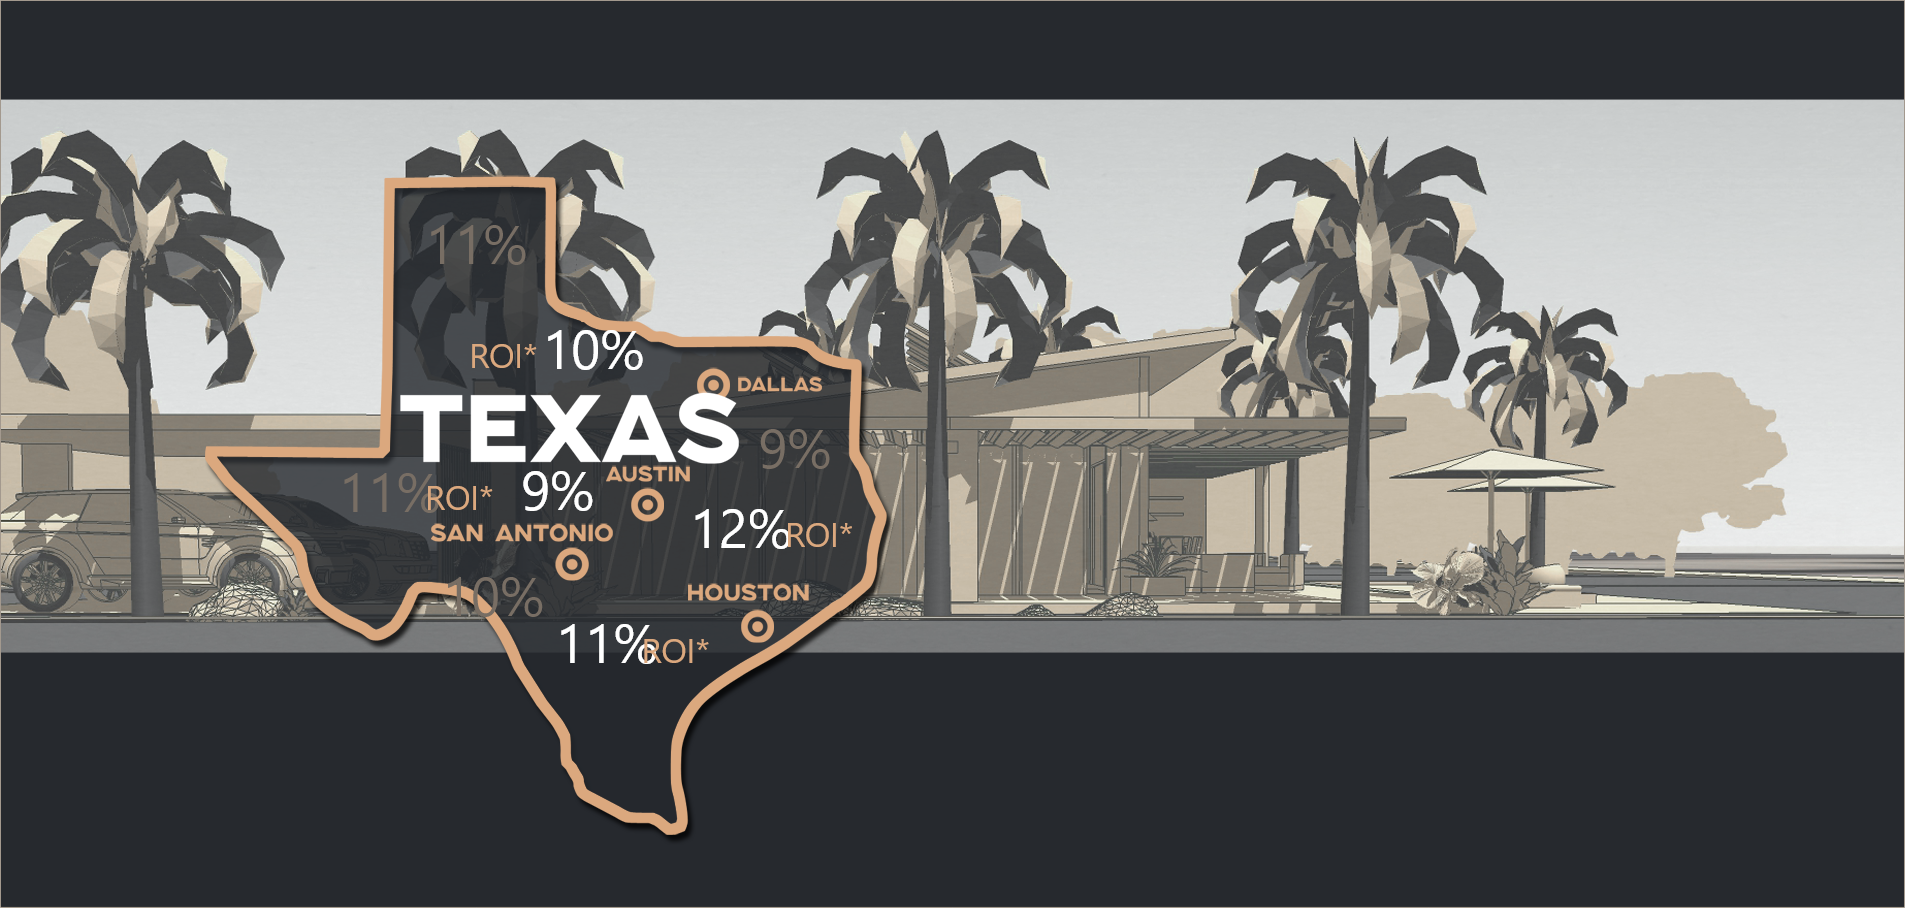 11%
ROI* 10%
DALLAS
TEXAS
9%
AUSTIN
11% ROI* 9%
12% ROI*
SAN ANTONIO
10%
HOUSTON
11% ROI*